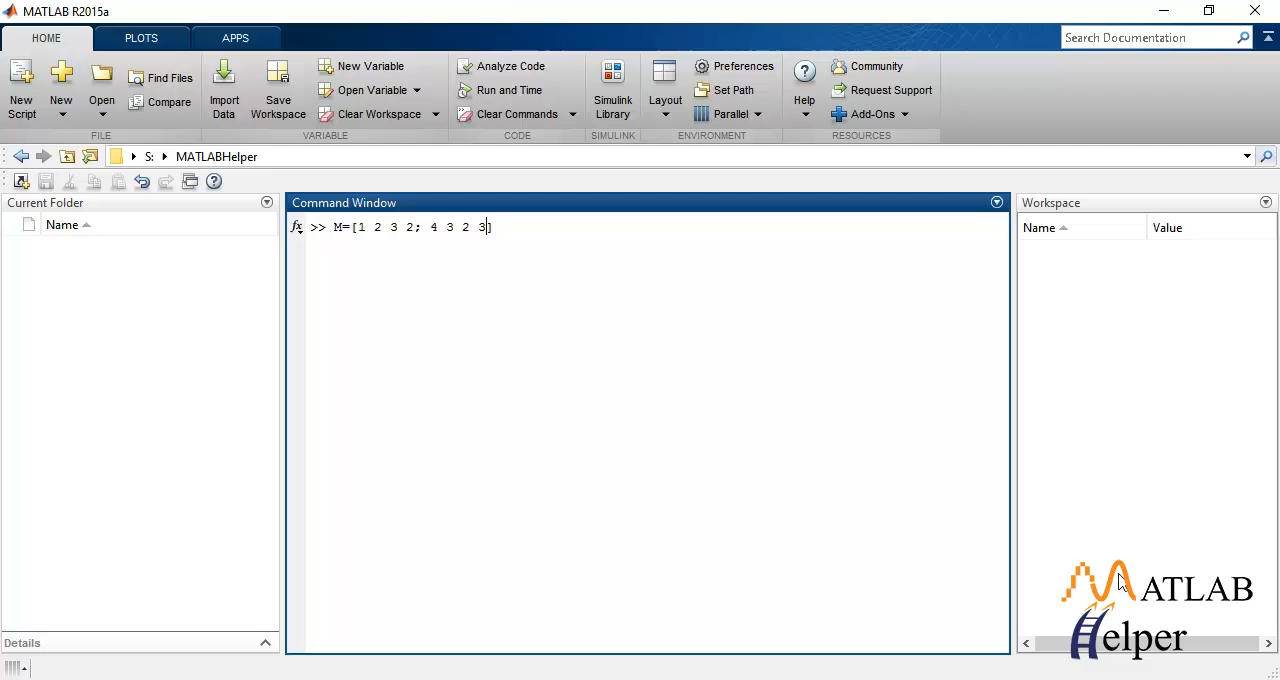 MATLAB R2015a
HOME PLOTS APPS
Search Documentation
New Script
New
Open
Find Files
Compare
Import Data
Save Workspace
New Variable
Open Variable
Clear Workspace
Analyze Code
Run and Time
Clear Commands
Simulink Library
Layout
Preferences
Set Path
Parallel
Help
Community
Request Support
Add-Ons
FILE VARIABLE CODE SIMULINK ENVIRONMENT RESOURCES
S: MATLABHelper
Current Folder
Name
Command Window
fx >> M=[1 2 3 2; 4 3 2 3]
Workspace
Name Value
MATLAB
Helper
Details